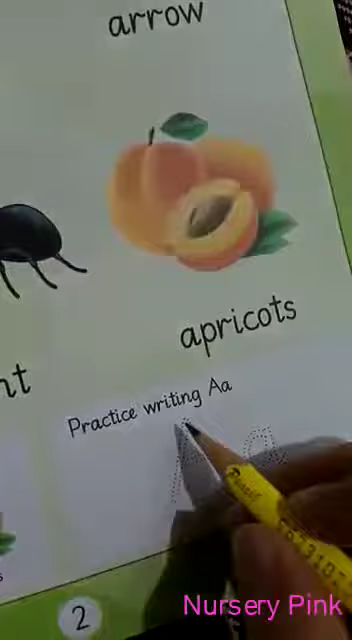 arrow
apricots
nt
Practice writing Aa
A a
2
Nursery Pink